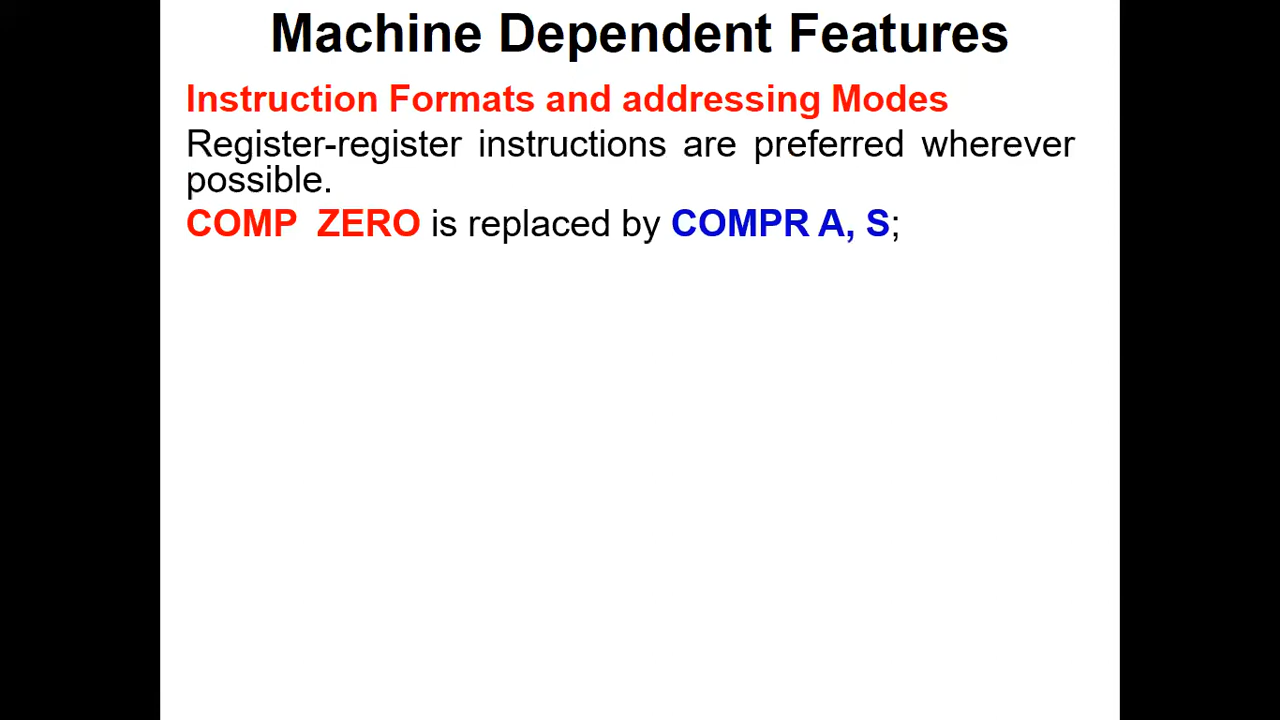 Machine Dependent Features
Instruction Formats and addressing Modes
Register-register instructions are preferred wherever
possible.
COMP ZERO is replaced by COMPR A, S;